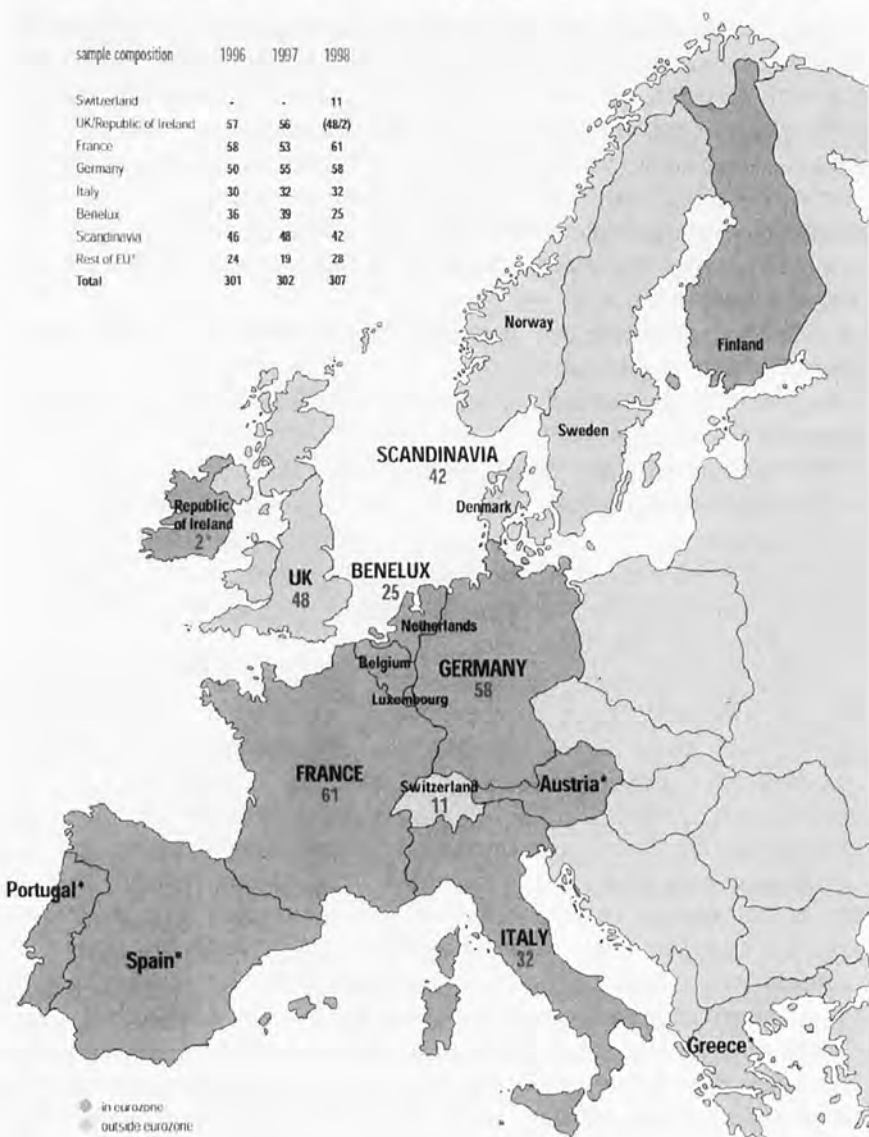 sample composition 1996 1997 1998
Switzerland - - 11
UK/Republic of Ireland 57 56 (48/2)
France 58 53 61
Germany 50 55 58
Italy 30 32 32
Benelux 36 39 25
Scandinavia 46 48 42
Rest of EU* 24 19 28
Total 301 302 307
Norway
Finland
Sweden
SCANDINAVIA
42
Denmark
Republic
of Ireland
2*
UK
48
BENELUX
25
Netherlands
Belgium
GERMANY
58
Luxembourg
FRANCE
61
Switzerland
11
Austria*
Portugal*
Spain*
ITALY
32
Greece*
in eurozone
outside eurozone